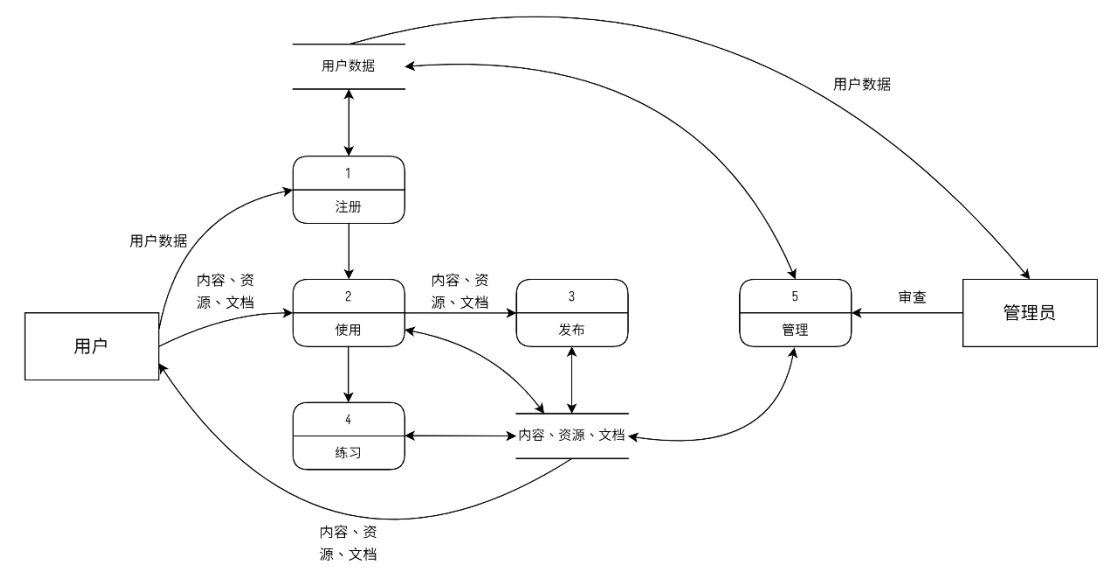 用户数据
用户数据
1
注册
用户数据
内容、资
源、文档
内容、资
源、文档
2
使用
3
发布
5
管理
审查
管理员
用户
4
练习
内容、资源、文档
内容、资
源、文档